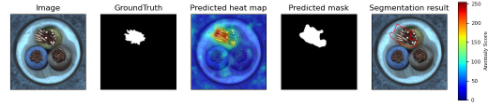 Image
GroundTruth
Predicted heat map
Predicted mask
Segmentation result
250
200
150
100
50
0
Anomaly Score